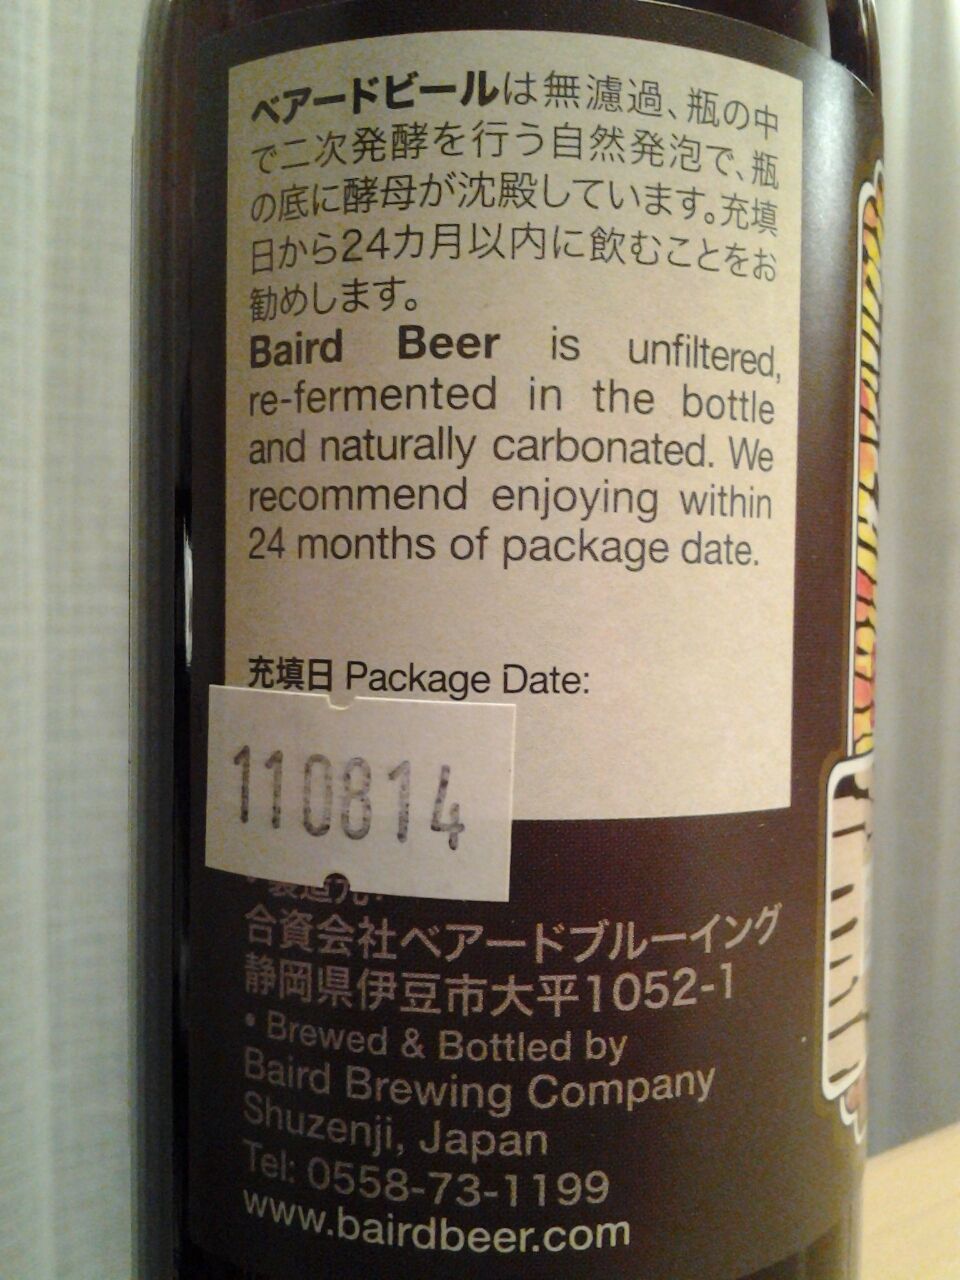 ベアードビールは無濾過、瓶の中
で二次発酵を行う自然発泡で、瓶
の底に酵母が沈殿しています。充填
日から24カ月以内に飲むことをお
勧めします。
Baird Beer is unfiltered,
re-fermented in the bottle
and naturally carbonated. We
recommend enjoying within
24 months of package date.
充填日 Package Date:
110814
•製造元:
合資会社ベアードブルーイング
静岡県伊豆市大平1052-1
• Brewed & Bottled by
Baird Brewing Company
Shuzenji, Japan
Tel: 0558-73-1199
www.bairdbeer.com